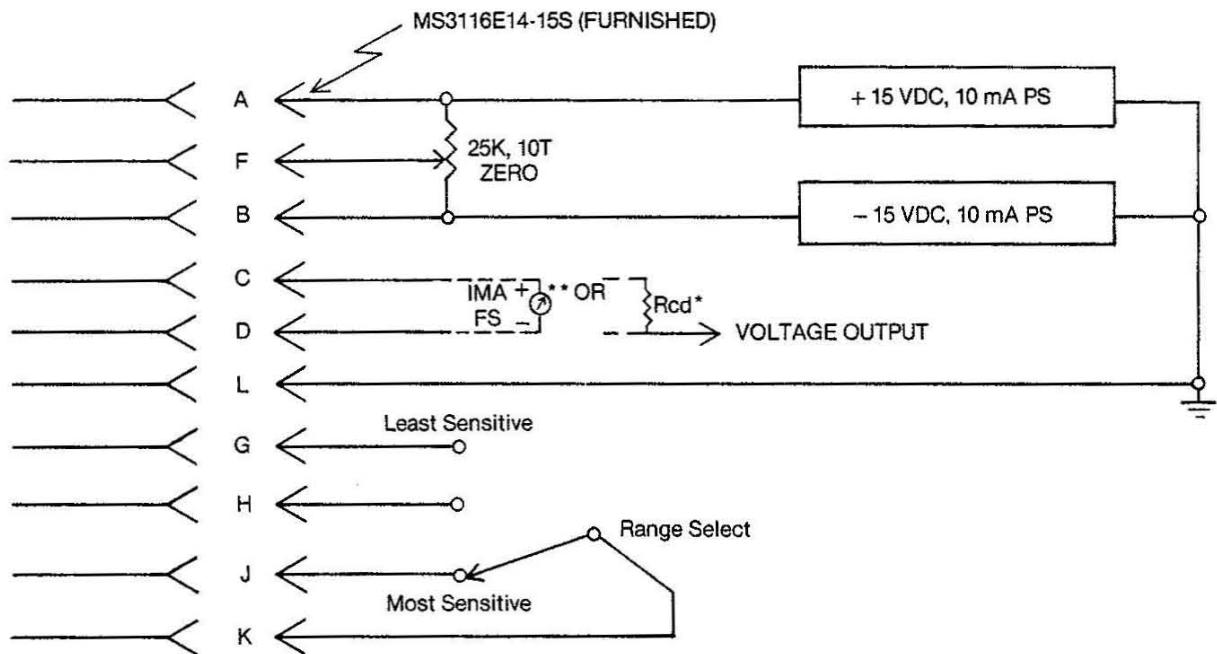 MS3116E14-15S (FURNISHED)
A
+ 15 VDC, 10 mA PS
F
25K, 10T
ZERO
B
– 15 VDC, 10 mA PS
C
IMA + ** OR
FS –
Rcd*
D
VOLTAGE OUTPUT
L
Least Sensitive
G
H
Range Select
J
Most Sensitive
K